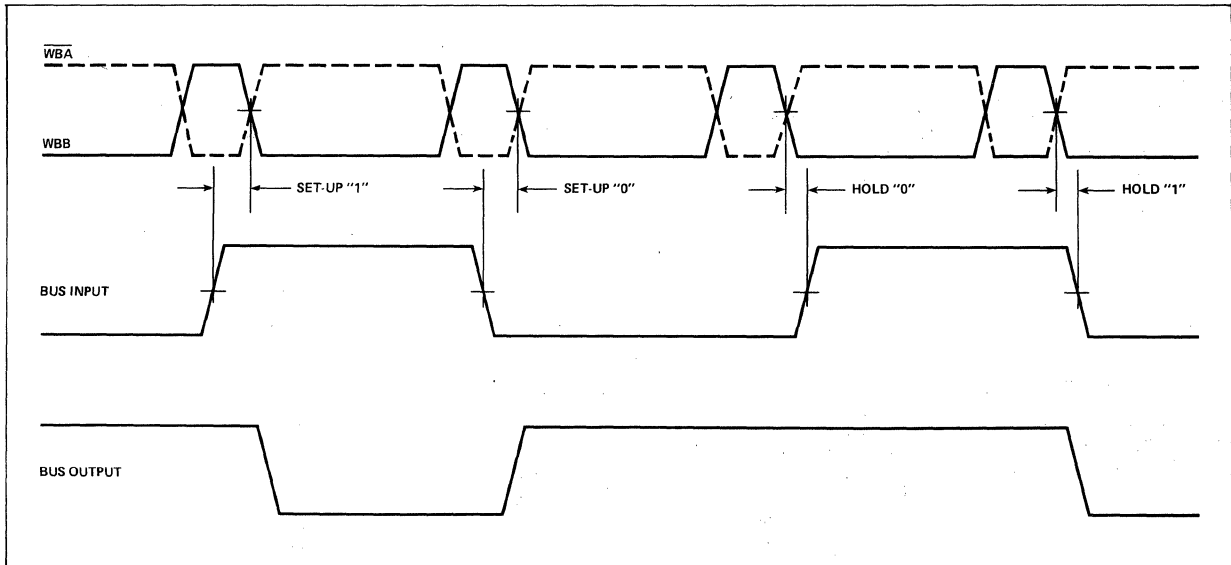 WBA
WBB
SET-UP "1"
SET-UP "0"
HOLD "0"
HOLD "1"
BUS INPUT
BUS OUTPUT